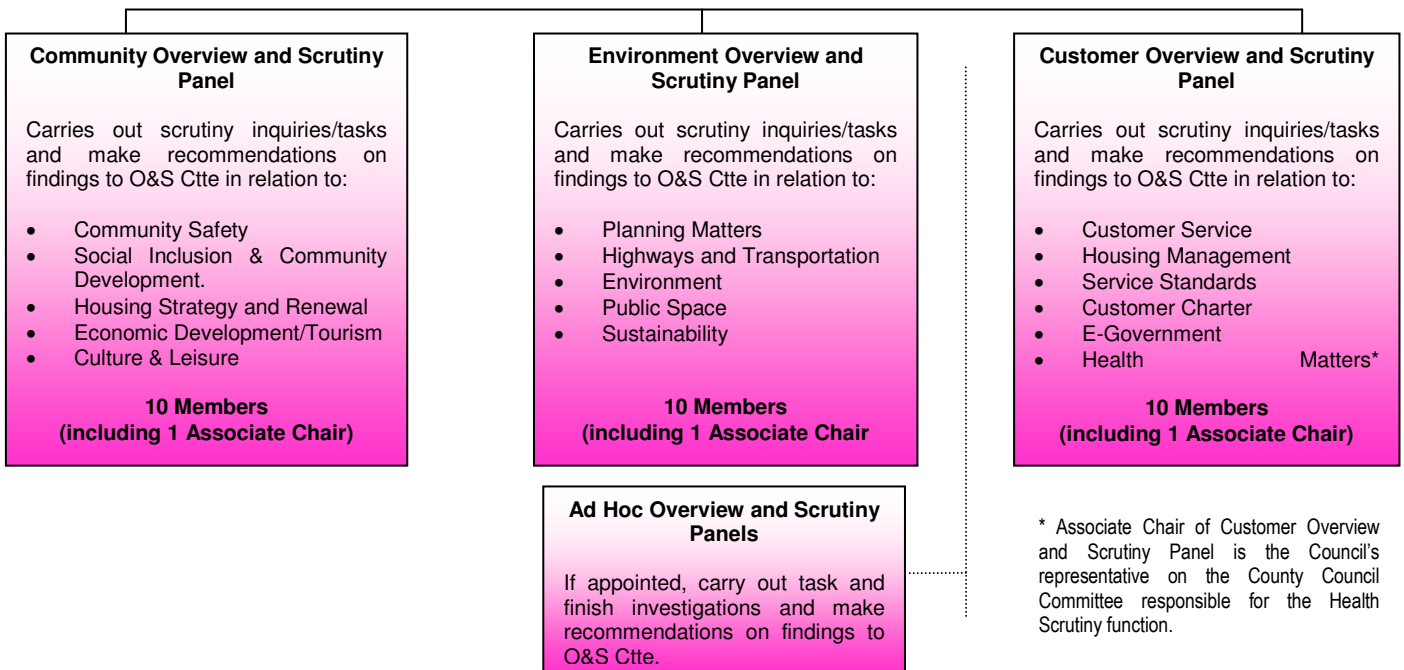 Community Overview and Scrutiny
Panel
Carries out scrutiny inquiries/tasks
and make recommendations on
findings to O&S Ctte in relation to:
• Community Safety
• Social Inclusion & Community
Development.
• Housing Strategy and Renewal
• Economic Development/Tourism
• Culture & Leisure
10 Members
(including 1 Associate Chair)
Environment Overview and
Scrutiny Panel
Carries out scrutiny inquiries/tasks
and make recommendations on
findings to O&S Ctte in relation to:
• Planning Matters
• Highways and Transportation
• Environment
• Public Space
• Sustainability
10 Members
(including 1 Associate Chair
Customer Overview and Scrutiny
Panel
Carries out scrutiny inquiries/tasks
and make recommendations on
findings to O&S Ctte in relation to:
• Customer Service
• Housing Management
• Service Standards
• Customer Charter
• E-Government
• Health Matters*
10 Members
(including 1 Associate Chair)
Ad Hoc Overview and Scrutiny
Panels
If appointed, carry out task and
finish investigations and make
recommendations on findings to
O&S Ctte.
* Associate Chair of Customer Overview
and Scrutiny Panel is the Council's
representative on the County Council
Committee responsible for the Health
Scrutiny function.